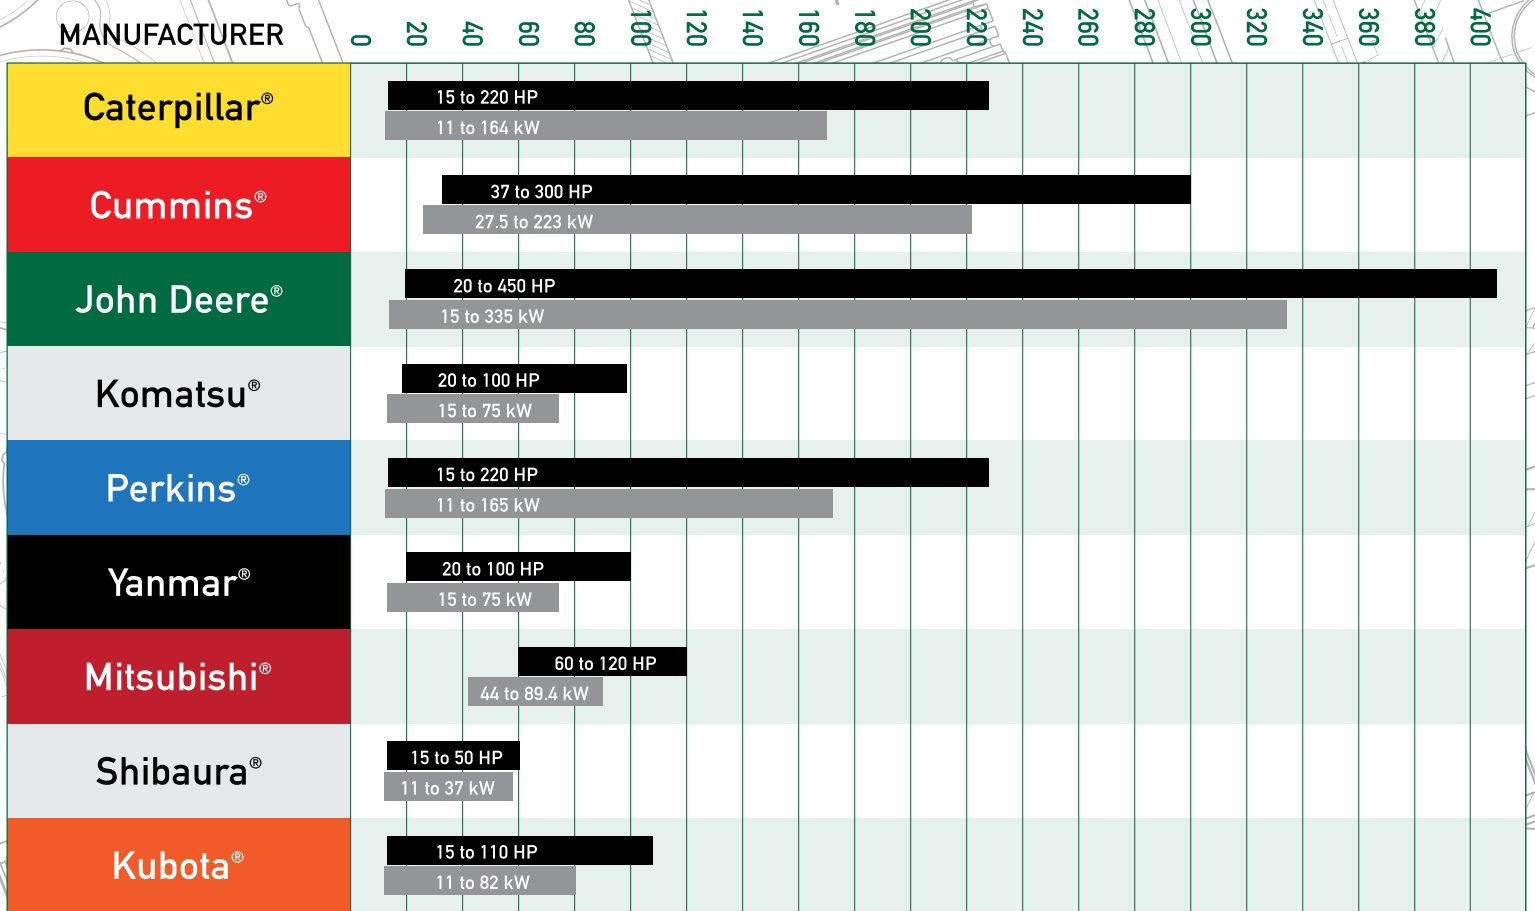 MANUFACTURER 0 20 40 60 80 100 120 140 160 180 200 220 240 260 280 300 320 340 360 380 400
Caterpillar®
15 to 220 HP
11 to 164 kW
Cummins®
37 to 300 HP
27.5 to 223 kW
John Deere®
20 to 450 HP
15 to 335 kW
Komatsu®
20 to 100 HP
15 to 75 kW
Perkins®
15 to 220 HP
11 to 165 kW
Yanmar®
20 to 100 HP
15 to 75 kW
Mitsubishi®
60 to 120 HP
44 to 89.4 kW
Shibaura®
15 to 50 HP
11 to 37 kW
Kubota®
15 to 110 HP
11 to 82 kW